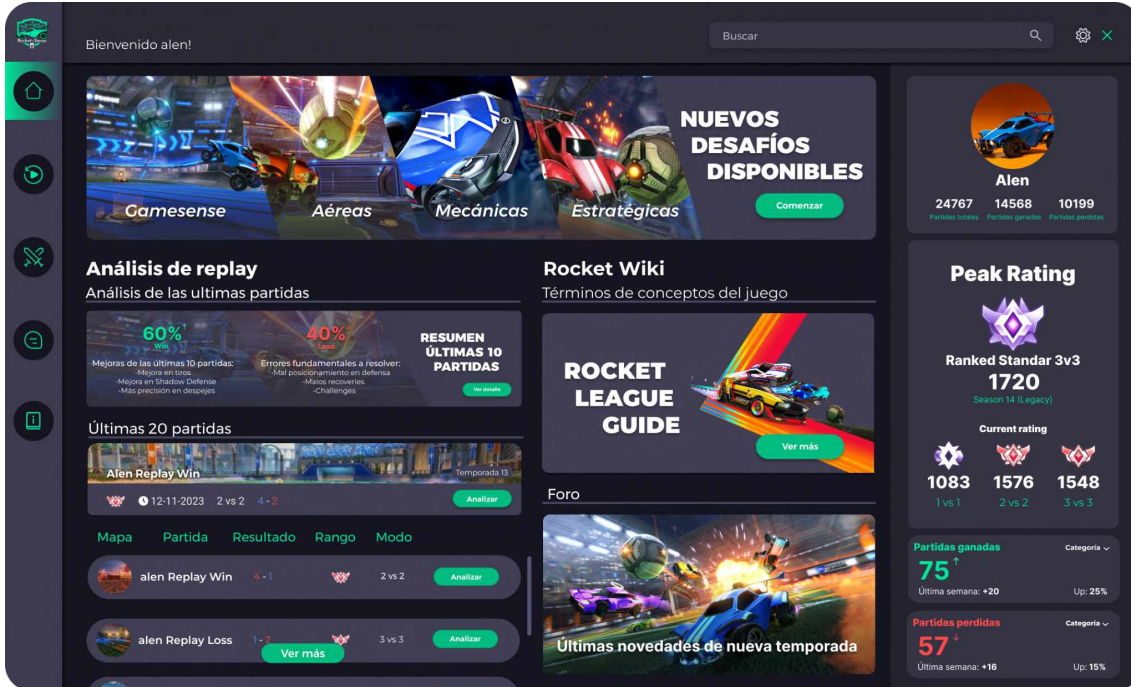 Bienvenido alen!
Buscar
NUEVOS
DESAFÍOS
DISPONIBLES
Comenzar
Gamesense
Aéreas
Mecánicas
Estratégicas
Análisis de replay
Análisis de las ultimas partidas
60%↑
Win
Mejoras de las últimas 10 partidas:
-Mejora en tiros
-Mejora en Shadow Defense
-Más precisión en despejes
40%↓
Lose
Errores fundamentales a resolver:
-Mal posicionamiento en defensa
-Malos recoveries
-Challenges
RESUMEN
ÚLTIMAS 10
PARTIDAS
Ver detalle
Últimas 20 partidas
Alen Replay Win
Temporada 13
12-11-2023 2 vs 2 4 - 2
Analizar
Mapa Partida Resultado Rango Modo
alen Replay Win 4 - 1 2 vs 2 Analizar
alen Replay Loss 1 - 2 3 vs 3 Analizar
Ver más
Rocket Wiki
Términos de conceptos del juego
ROCKET
LEAGUE
GUIDE
Ver más
Foro
Últimas novedades de nueva temporada
Alen
24767 14568 10199
Partidas totales Partidas ganadas Partidas perdidas
Peak Rating
Ranked Standar 3v3
1720
Season 14 (Legacy)
Current rating
1083 1576 1548
1 vs 1 2 vs 2 3 vs 3
Partidas ganadas Categoría
75↑
Última semana: +20 Up: 25%
Partidas perdidas Categoría
57↓
Última semana: +16 Up: 15%